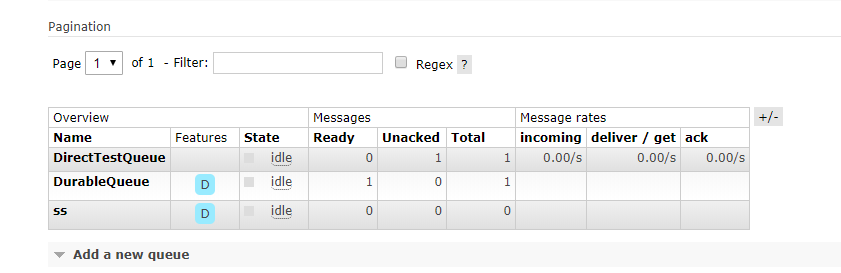 Pagination
Page 1 of 1 - Filter: Regex ?
Overview Messages Message rates +/-
Name Features State Ready Unacked Total incoming deliver / get ack
DirectTestQueue idle 0 1 1 0.00/s 0.00/s 0.00/s
DurableQueue D idle 1 0 1
ss D idle 0 0 0
Add a new queue